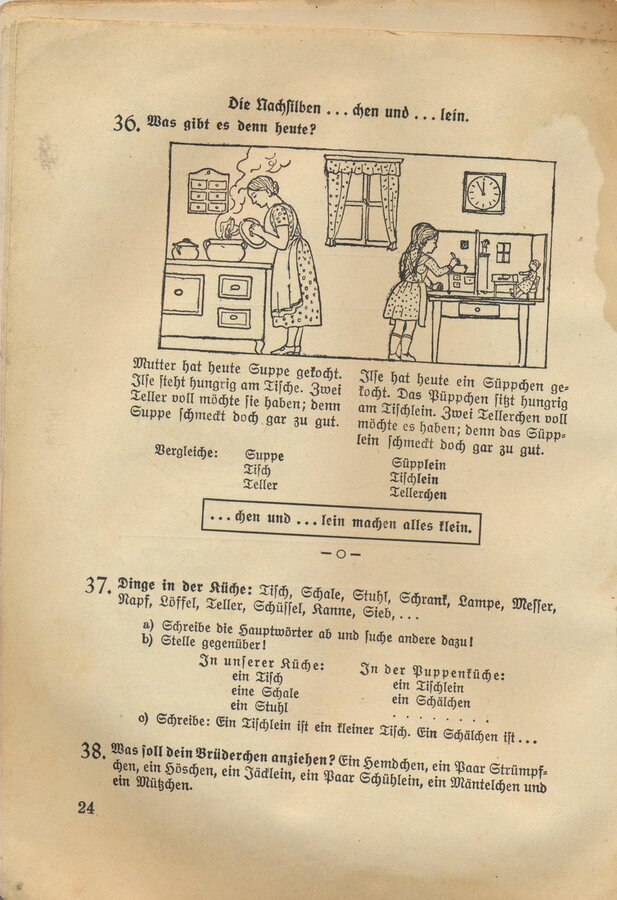 Die Nachsilben ... chen und ... lein.
36. Was gibt es denn heute?
Mutter hat heute Suppe gekocht.
Ilse steht hungrig am Tische. Zwei
Teller voll möchte sie haben; denn
Suppe schmeckt doch gar zu gut.
Ilse hat heute ein Süppchen ge-
kocht. Das Püppchen sitzt hungrig
am Tischlein. Zwei Tellerchen voll
möchte es haben; denn das Süpp-
lein schmeckt doch gar zu gut.
Vergleiche:
Suppe
Tisch
Teller
Süpplein
Tischlein
Tellerchen
... chen und ... lein machen alles klein.
37. Dinge in der Küche: Tisch, Schale, Stuhl, Schrank, Lampe, Messer,
Napf, Löffel, Teller, Schüssel, Kanne, Sieb, ...
a) Schreibe die Hauptwörter ab und suche andere dazu!
b) Stelle gegenüber!
In unserer Küche:
ein Tisch
eine Schale
ein Stuhl
In der Puppenküche:
ein Tischlein
ein Schälchen
. . . . . . . .
c) Schreibe: Ein Tischlein ist ein kleiner Tisch. Ein Schälchen ist ...
38. Was soll dein Brüderchen anziehen? Ein Hemdchen, ein Paar Strümpf-
chen, ein Höschen, ein Jäcklein, ein Paar Schühlein, ein Mäntelchen und
ein Mützchen.
24